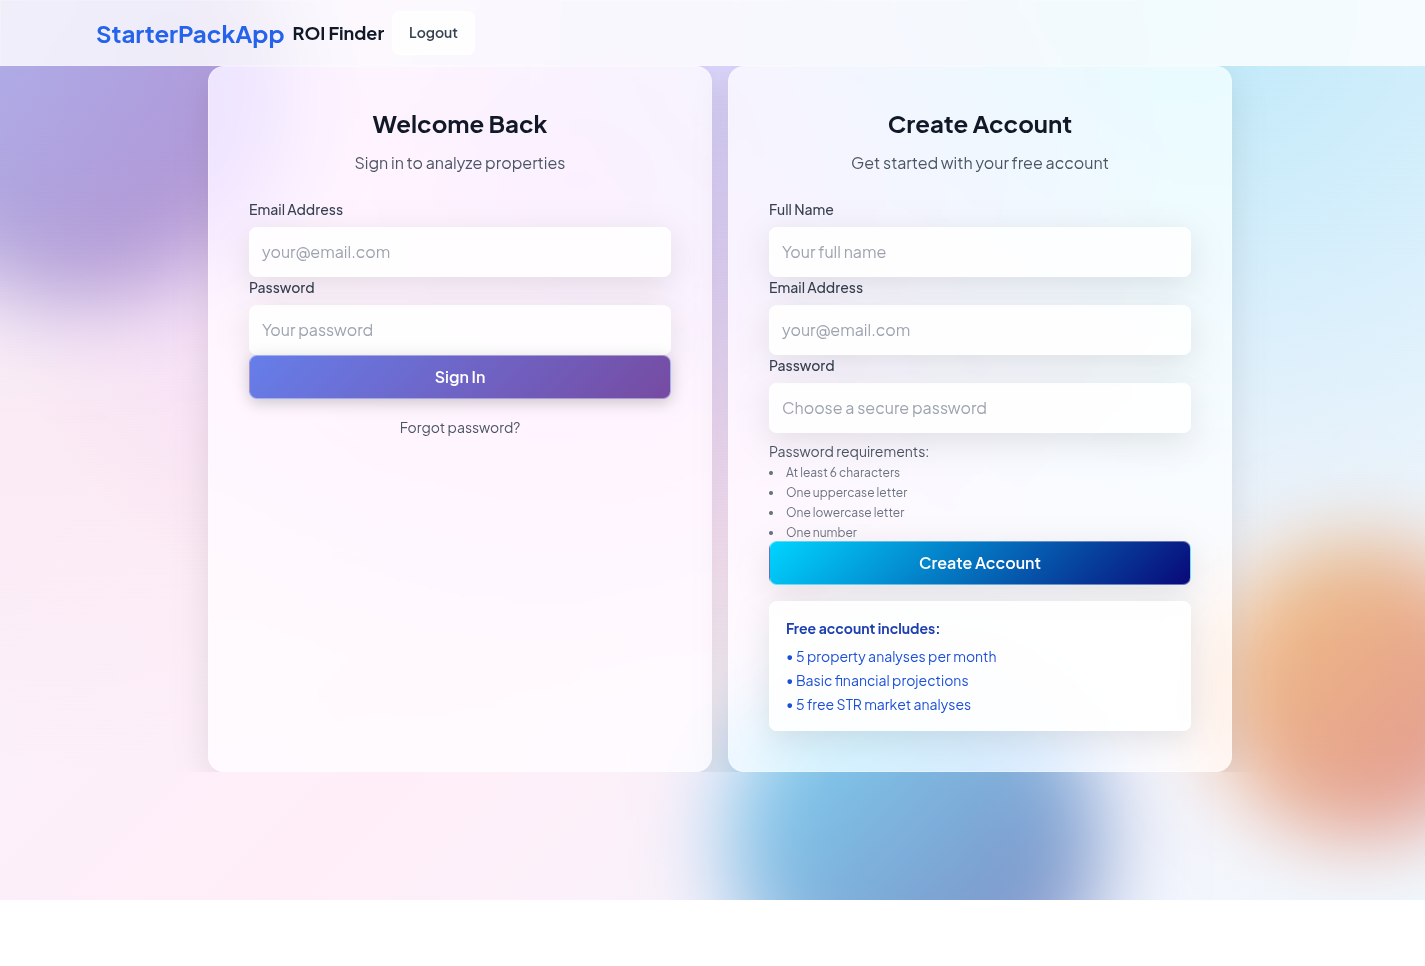 StarterPackApp ROI Finder Logout
Welcome Back
Sign in to analyze properties
Email Address
your@email.com
Password
Your password
Sign In
Forgot password?
Create Account
Get started with your free account
Full Name
Your full name
Email Address
your@email.com
Password
Choose a secure password
Password requirements:
• At least 6 characters
• One uppercase letter
• One lowercase letter
• One number
Create Account
Free account includes:
• 5 property analyses per month
• Basic financial projections
• 5 free STR market analyses